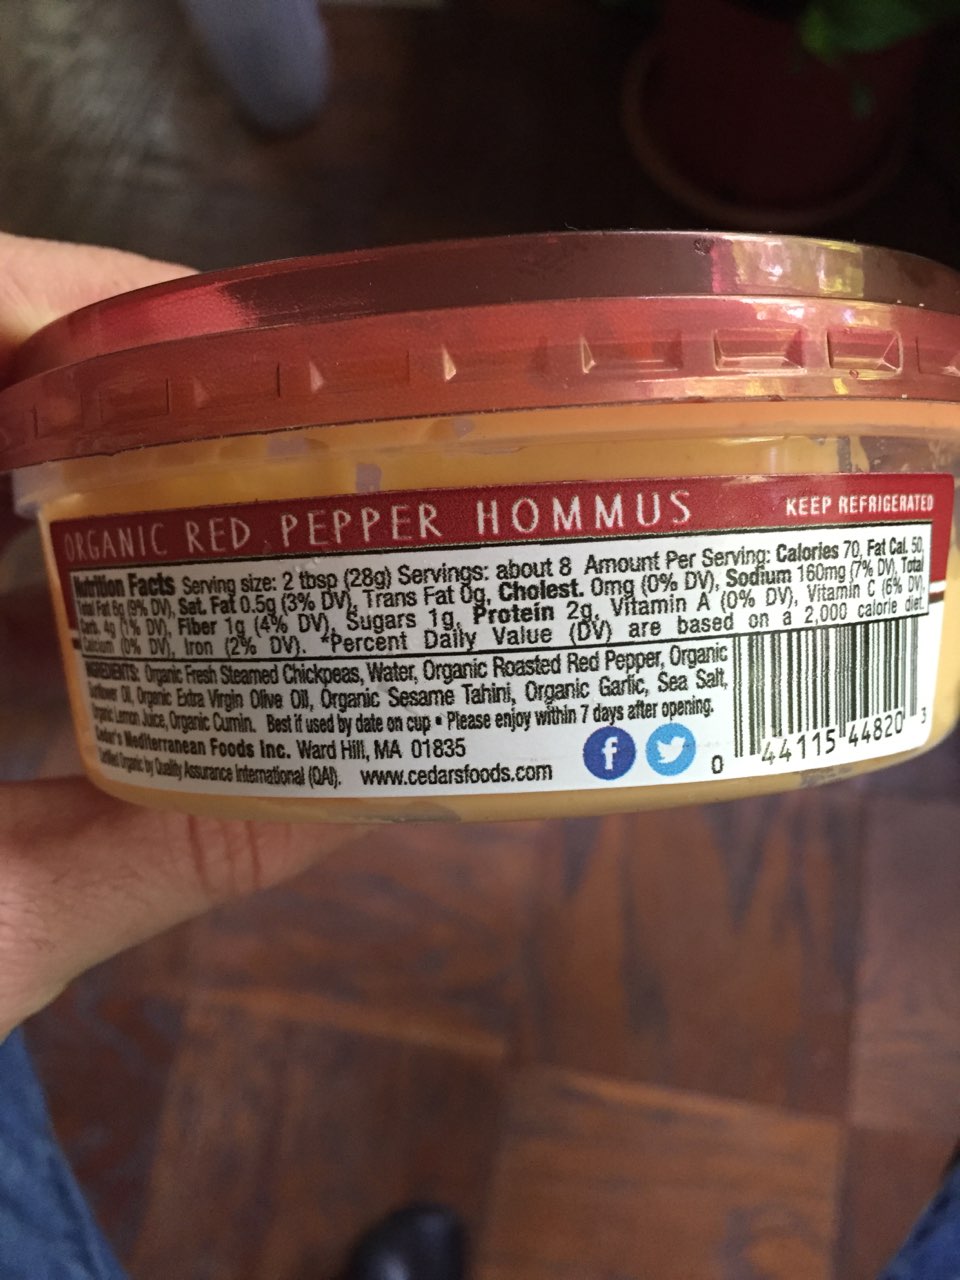 ORGANIC RED PEPPER HOMMUS
KEEP REFRIGERATED
Nutrition Facts Serving size: 2 tbsp (28g) Servings: about 8 Amount Per Serving: Calories 70, Fat Cal. 50,
Total Fat 6g (9% DV), Sat. Fat 0.5g (3% DV), Trans Fat 0g, Cholest. 0mg (0% DV), Sodium 160mg (7% DV), Total
Carb. 4g (1% DV), Fiber 1g (4% DV), Sugars 1g, Protein 2g, Vitamin A (0% DV), Vitamin C (6% DV),
Calcium (0% DV), Iron (2% DV). *Percent Daily Value (DV) are based on a 2,000 calorie diet.
INGREDIENTS: Organic Fresh Steamed Chickpeas, Water, Organic Roasted Red Pepper, Organic
Sunflower Oil, Organic Extra Virgin Olive Oil, Organic Sesame Tahini, Organic Garlic, Sea Salt,
Organic Lemon Juice, Organic Cumin. Best if used by date on cup • Please enjoy within 7 days after opening.
Cedar's Mediterranean Foods Inc. Ward Hill, MA 01835
Certified Organic by Quality Assurance International (QAI). www.cedarsfoods.com
f
0 44115 44820 3